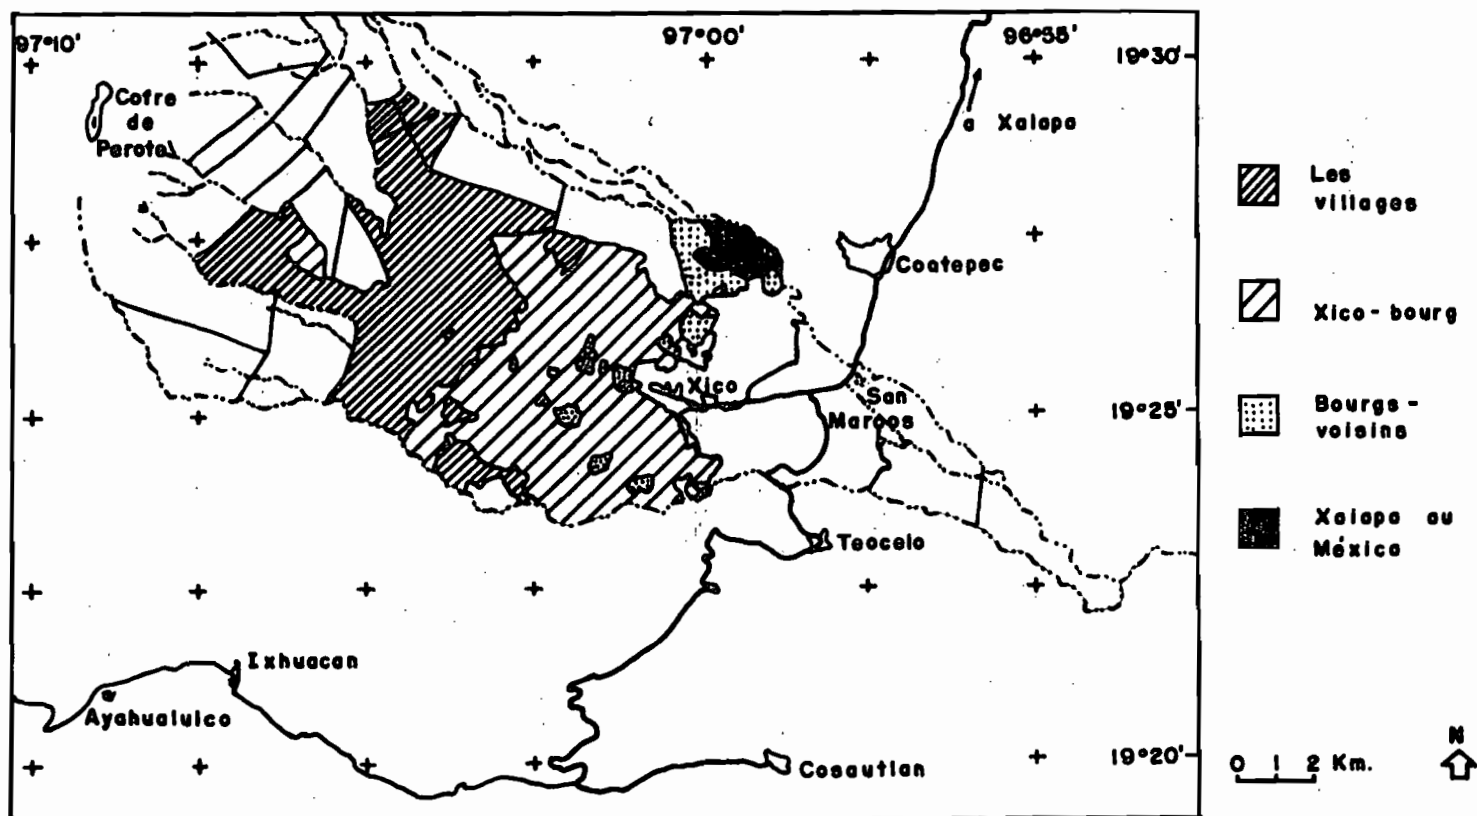 97°10'
97°00'
96°55'
19°30'
Cofre
de
Perote
a Xalapa
Coatepec
Xico
San
Marcos
19°25'
Teocelo
Ixhuacan
Ayahualulco
19°20'
Cosautlan
Les
villages
Xico-bourg
Bourgs-
voisins
Xalapa ou
México
N
0 1 2 Km.